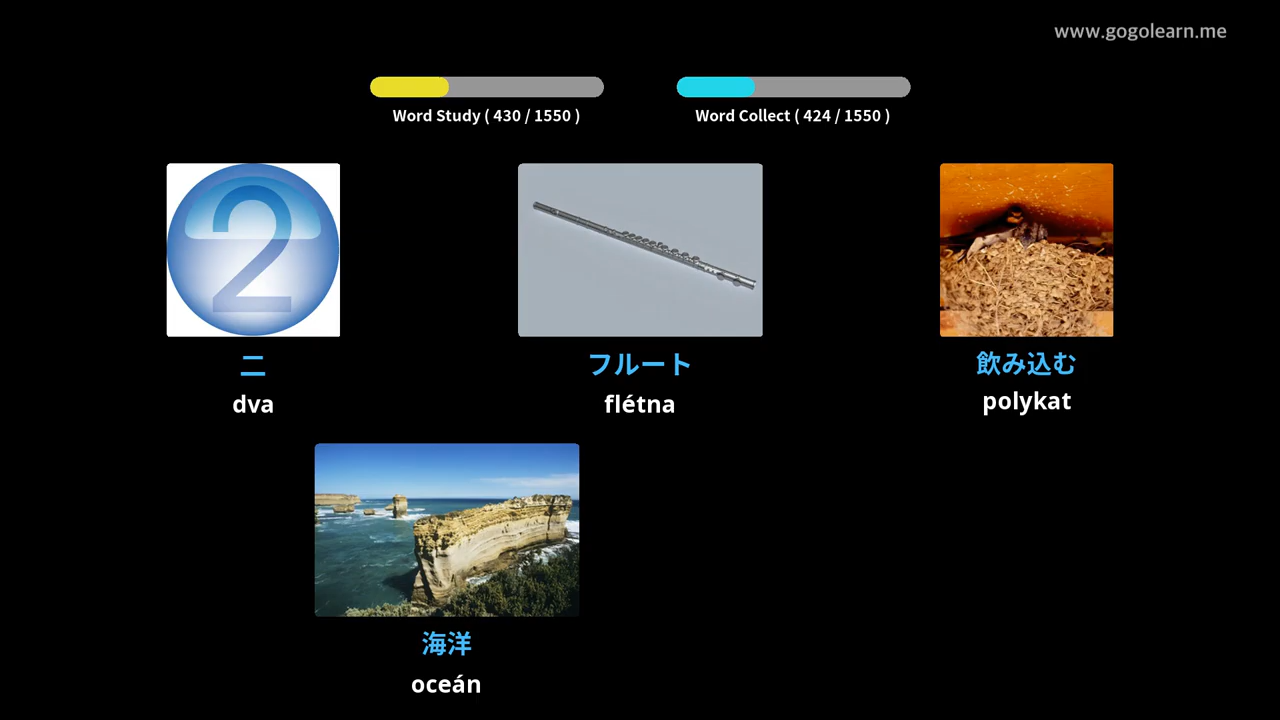 www.gogolearn.me
Word Study ( 430 / 1550 )
Word Collect ( 424 / 1550 )
2
二
dva
フルート
flétna
飲み込む
polykat
海洋
oceán